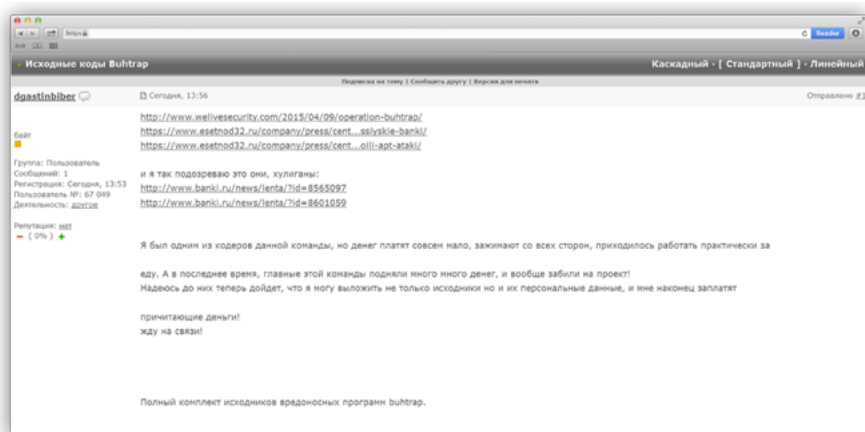 https
Reader
Исходные коды Buhtrap
Каскадный · [ Стандартный ] · Линейный
Подписка на тему | Сообщить другу | Версия для печати
dgastinbiber
Сегодня, 13:56
Отправлено #1
байт
Группа: Пользователь
Сообщений: 1
Регистрация: Сегодня, 13:53
Пользователь №: 67 049
Деятельность: другое
Репутация: нет
− ( 0% ) +
http://www.welivesecurity.com/2015/04/09/operation-buhtrap/
https://www.esetnod32.ru/company/press/cent...ssiyskie-banki/
https://www.esetnod32.ru/company/press/cent...oili-apt-ataki/
и я так подозреваю это они, хулиганы:
http://www.banki.ru/news/lenta/?id=8565097
http://www.banki.ru/news/lenta/?id=8601059
Я был одним из кодеров данной команды, но денег платят совсем мало, зажимают со всех сторон, приходилось работать практически за
еду. А в последнее время, главные этой команды подняли много много денег, и вообще забили на проект!
Надеюсь до них теперь дойдет, что я могу выложить не только исходники но и их персональные данные, и мне наконец заплатят
причитающие деньги!
жду на связи!
Полный комплект исходников вредоносных программ buhtrap.